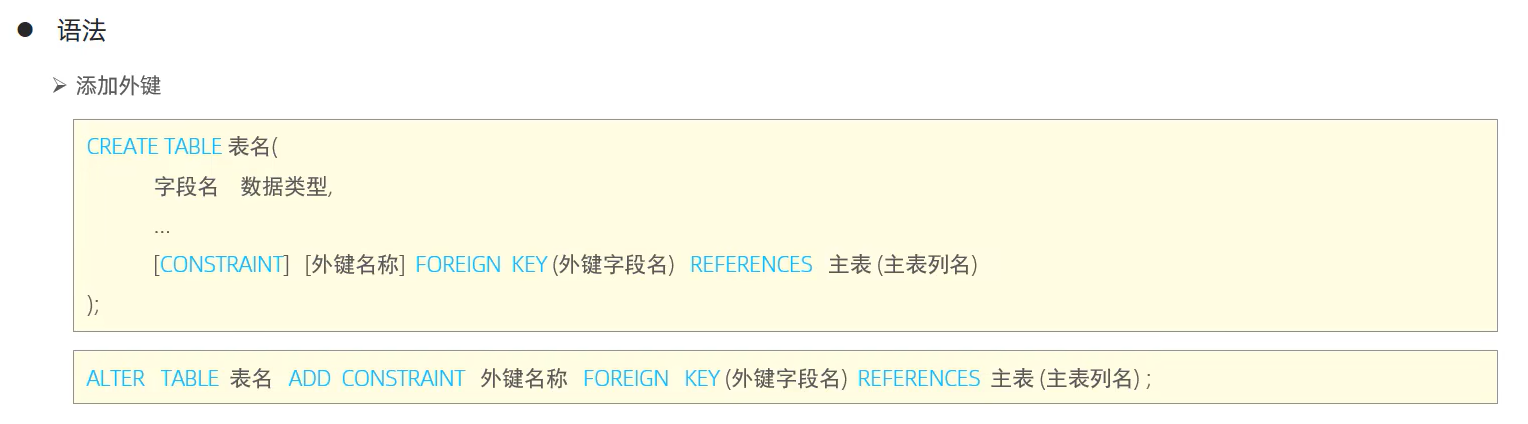 ● 语法
➢ 添加外键
CREATE TABLE 表名(
字段名 数据类型,
...
[CONSTRAINT] [外键名称] FOREIGN KEY (外键字段名) REFERENCES 主表 (主表列名)
);
ALTER TABLE 表名 ADD CONSTRAINT 外键名称 FOREIGN KEY (外键字段名) REFERENCES 主表 (主表列名) ;